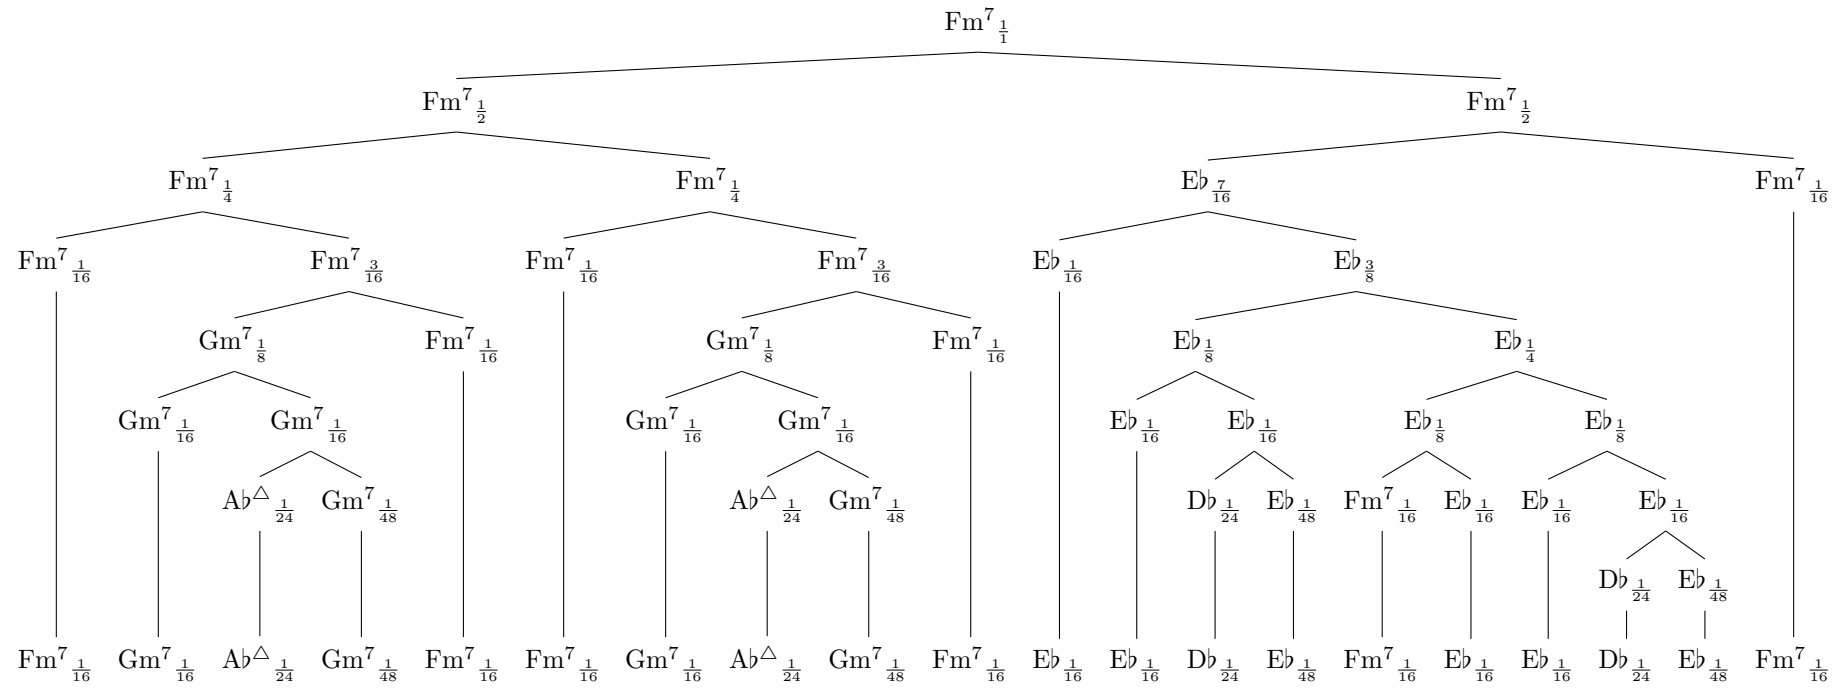 Fm⁷ 1/1
Fm⁷ 1/2 Fm⁷ 1/2
Fm⁷ 1/4 Fm⁷ 1/4 E♭ 7/16 Fm⁷ 1/16
Fm⁷ 1/16 Fm⁷ 3/16 Fm⁷ 1/16 Fm⁷ 3/16 E♭ 1/16 E♭ 3/8
Gm⁷ 1/8 Fm⁷ 1/16 Gm⁷ 1/8 Fm⁷ 1/16 E♭ 1/8 E♭ 1/4
Gm⁷ 1/16 Gm⁷ 1/16 Gm⁷ 1/16 Gm⁷ 1/16 E♭ 1/16 E♭ 1/16 E♭ 1/8 E♭ 1/8
A♭△ 1/24 Gm⁷ 1/48 A♭△ 1/24 Gm⁷ 1/48 D♭ 1/24 E♭ 1/48 Fm⁷ 1/16 E♭ 1/16 E♭ 1/16 E♭ 1/16
D♭ 1/24 E♭ 1/48
Fm⁷ 1/16 Gm⁷ 1/16 A♭△ 1/24 Gm⁷ 1/48 Fm⁷ 1/16 Fm⁷ 1/16 Gm⁷ 1/16 A♭△ 1/24 Gm⁷ 1/48 Fm⁷ 1/16 E♭ 1/16 E♭ 1/16 D♭ 1/24 E♭ 1/48 Fm⁷ 1/16 E♭ 1/16 E♭ 1/16 D♭ 1/24 E♭ 1/48 Fm⁷ 1/16